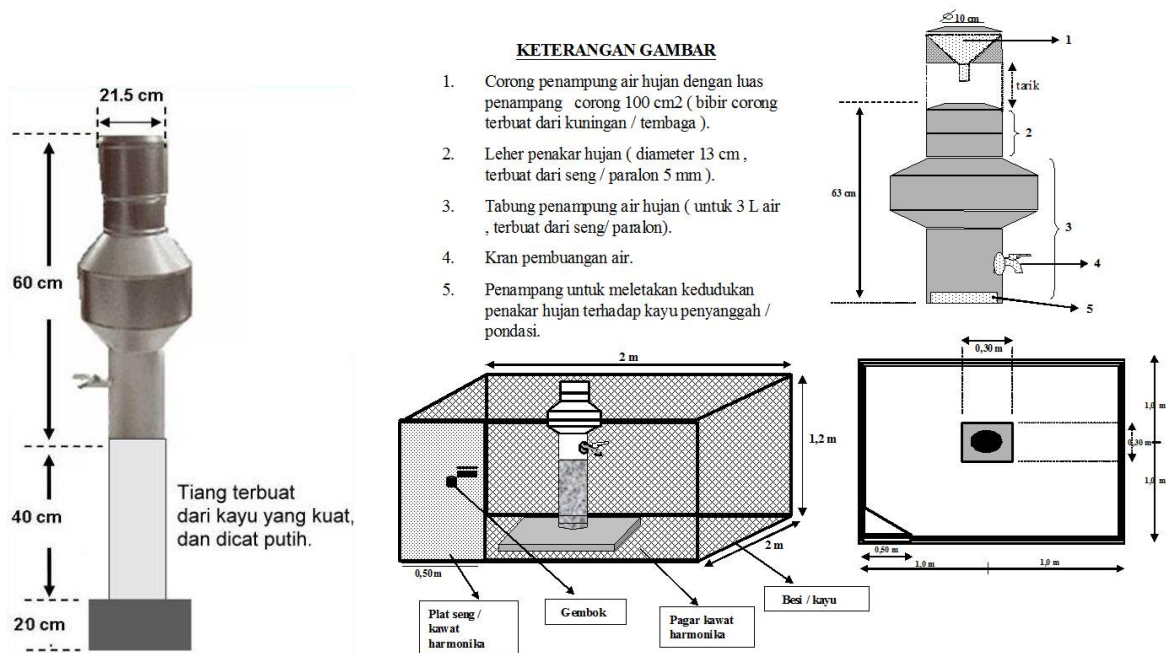 21.5 cm
60 cm
40 cm
20 cm
Tiang terbuat
dari kayu yang kuat,
dan dicat putih.
KETERANGAN GAMBAR
1. Corong penampung air hujan dengan luas
penampang corong 100 cm2 ( bibir corong
terbuat dari kuningan / tembaga ).
2. Leher penakar hujan ( diameter 13 cm ,
terbuat dari seng / paralon 5 mm ).
3. Tabung penampung air hujan ( untuk 3 L air
, terbuat dari seng/ paralon).
4. Kran pembuangan air.
5. Penampang untuk meletakan kedudukan
penakar hujan terhadap kayu penyanggah /
pondasi.
Ø 10 cm
1
tarik
2
63 cm
3
4
5
2 m
1,2 m
2 m
0,50m
Plat seng /
kawat
harmonika
Gembok
Pagar kawat
harmonika
Besi / kayu
0,30 m
1,0 m
0,30 m
1,0 m
0,50 m
1,0 m
1,0 m